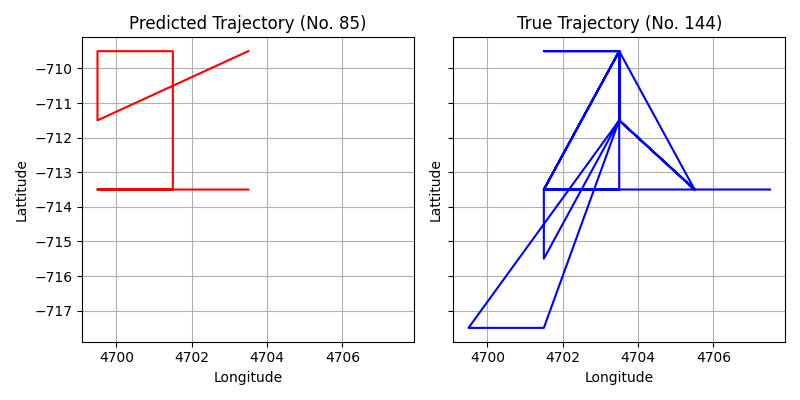 Predicted Trajectory (No. 85)
True Trajectory (No. 144)
−710
−711
−712
−713
−714
−715
−716
−717
Lattitude
Lattitude
4700 4702 4704 4706
4700 4702 4704 4706
Longitude
Longitude